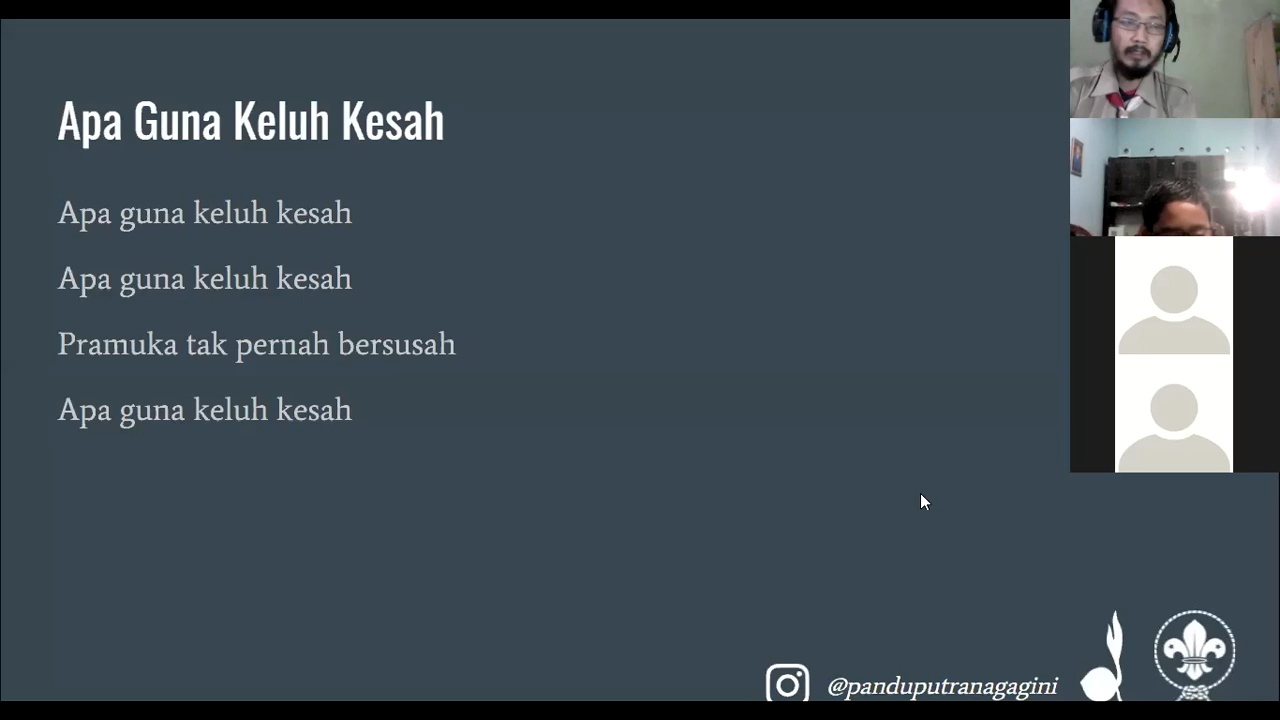 Apa Guna Keluh Kesah
Apa guna keluh kesah
Apa guna keluh kesah
Pramuka tak pernah bersusah
Apa guna keluh kesah
@panduputranagagini